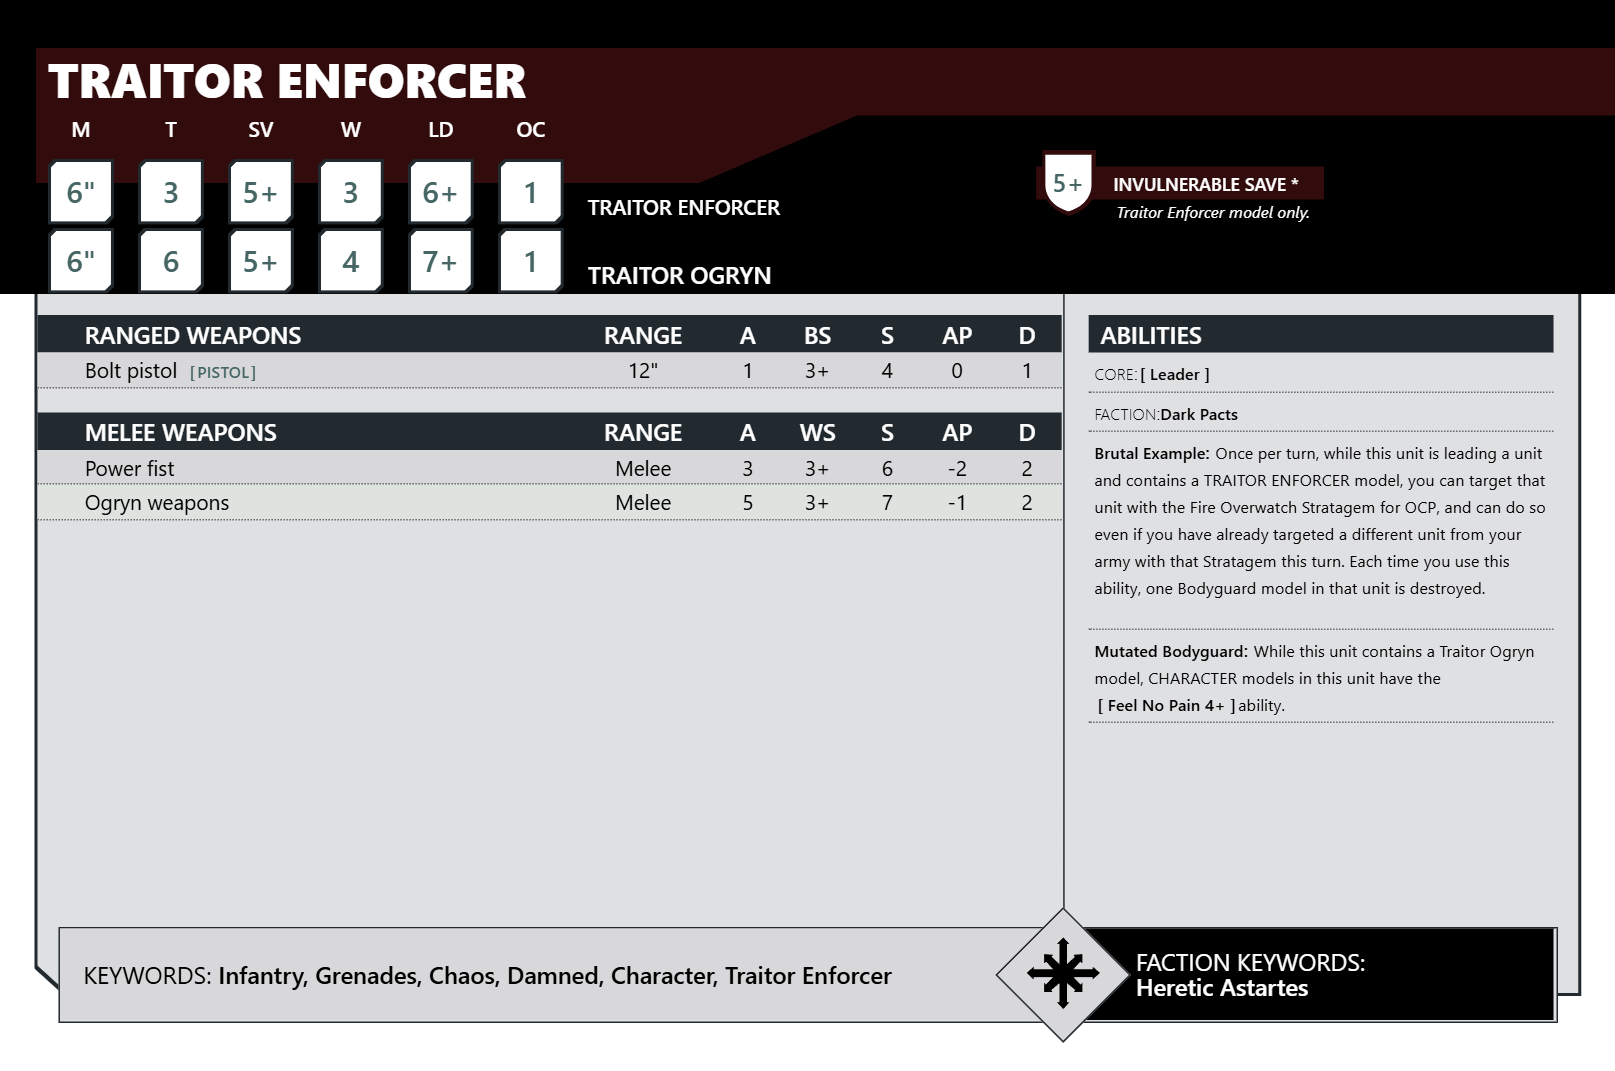 TRAITOR ENFORCER
M T SV W LD OC
6" 3 5+ 3 6+ 1 TRAITOR ENFORCER
6" 6 5+ 4 7+ 1 TRAITOR OGRYN
5+ INVULNERABLE SAVE *
Traitor Enforcer model only.
RANGED WEAPONS RANGE A BS S AP D
Bolt pistol [PISTOL] 12" 1 3+ 4 0 1
MELEE WEAPONS RANGE A WS S AP D
Power fist Melee 3 3+ 6 -2 2
Ogryn weapons Melee 5 3+ 7 -1 2
ABILITIES
CORE:[ Leader ]
FACTION:Dark Pacts
Brutal Example: Once per turn, while this unit is leading a unit
and contains a TRAITOR ENFORCER model, you can target that
unit with the Fire Overwatch Stratagem for OCP, and can do so
even if you have already targeted a different unit from your
army with that Stratagem this turn. Each time you use this
ability, one Bodyguard model in that unit is destroyed.
Mutated Bodyguard: While this unit contains a Traitor Ogryn
model, CHARACTER models in this unit have the
[ Feel No Pain 4+ ]ability.
KEYWORDS: Infantry, Grenades, Chaos, Damned, Character, Traitor Enforcer
FACTION KEYWORDS:
Heretic Astartes